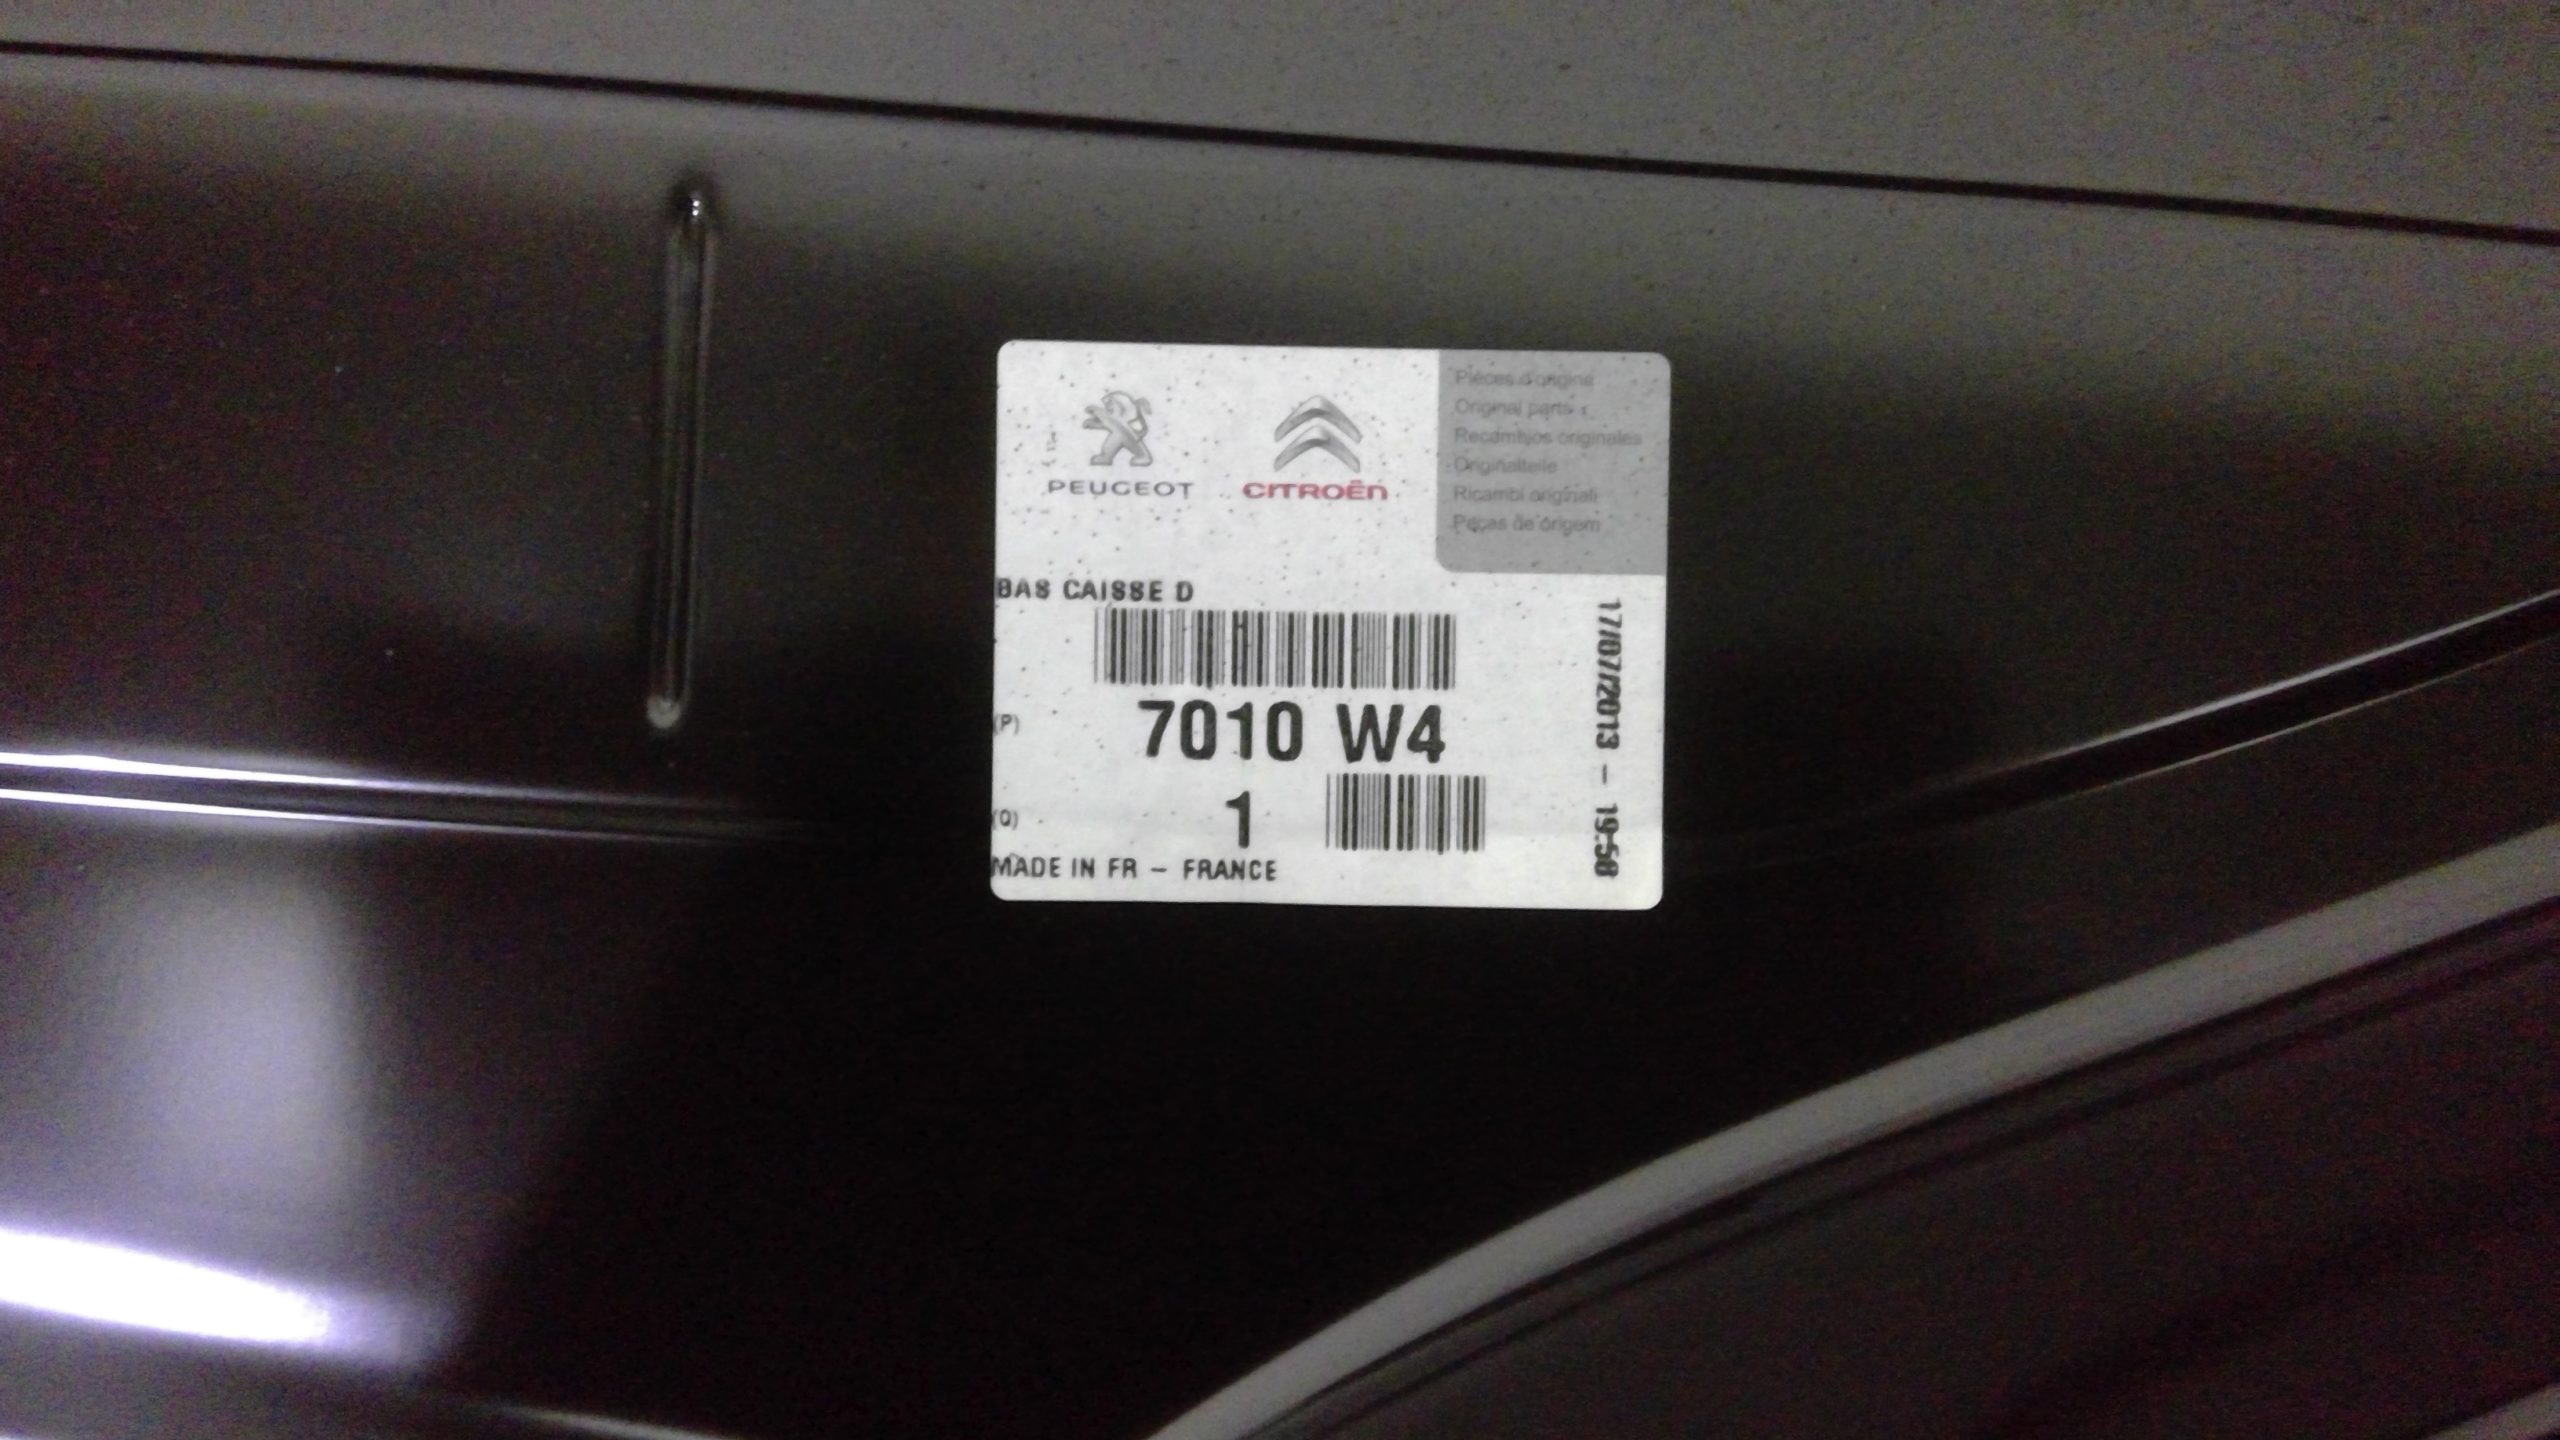 PEUGEOT
CITROËN
Pièces d'origine
Original parts
Recambios originales
Originalteile
Ricambi originali
Peças de origem
BAS CAISSE D
(P) 7010 W4
(Q) 1
MADE IN FR - FRANCE
17/07/2013 - 19:58